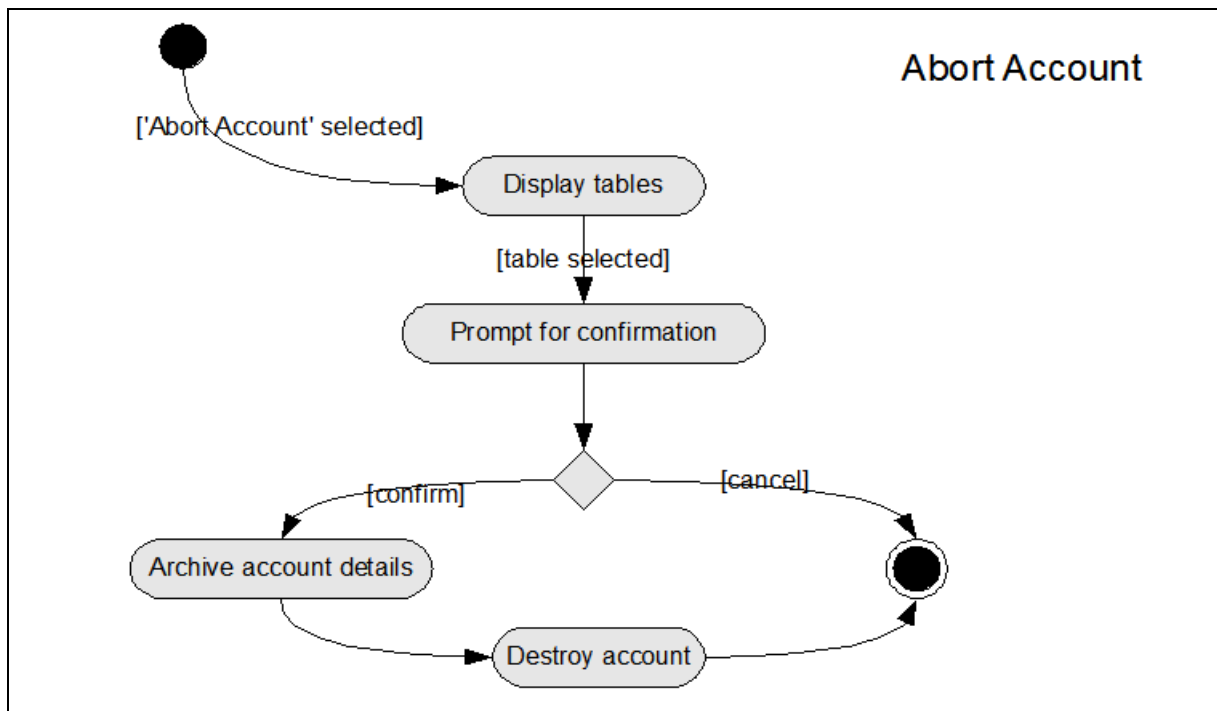 Abort Account
['Abort Account' selected]
Display tables
[table selected]
Prompt for confirmation
[confirm]
[cancel]
Archive account details
Destroy account